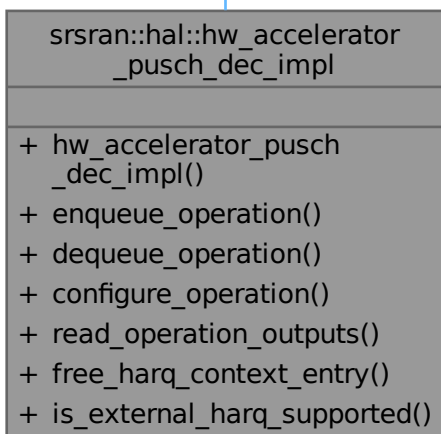 srsran::hal::hw_accelerator
_pusch_dec_impl
+ hw_accelerator_pusch
_dec_impl()
+ enqueue_operation()
+ dequeue_operation()
+ configure_operation()
+ read_operation_outputs()
+ free_harq_context_entry()
+ is_external_harq_supported()